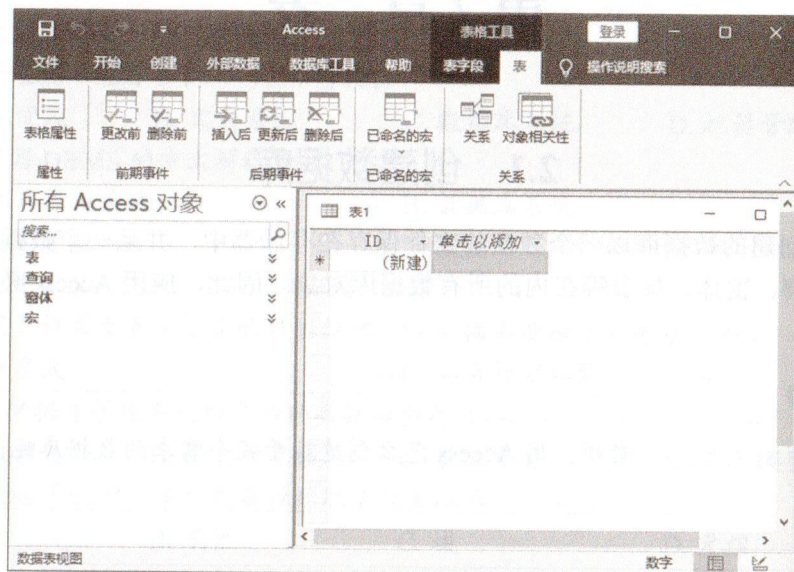 Access 表格工具 登录
文件 开始 创建 外部数据 数据库工具 帮助 表字段 表 操作说明搜索
表格属性 更改前 删除前 插入后 更新后 删除后 已命名的宏 关系 对象相关性
属性 前期事件 后期事件 已命名的宏 关系
所有 Access 对象
搜索...
表
查询
窗体
宏
表1
ID 单击以添加
* (新建)
数据表视图 数字